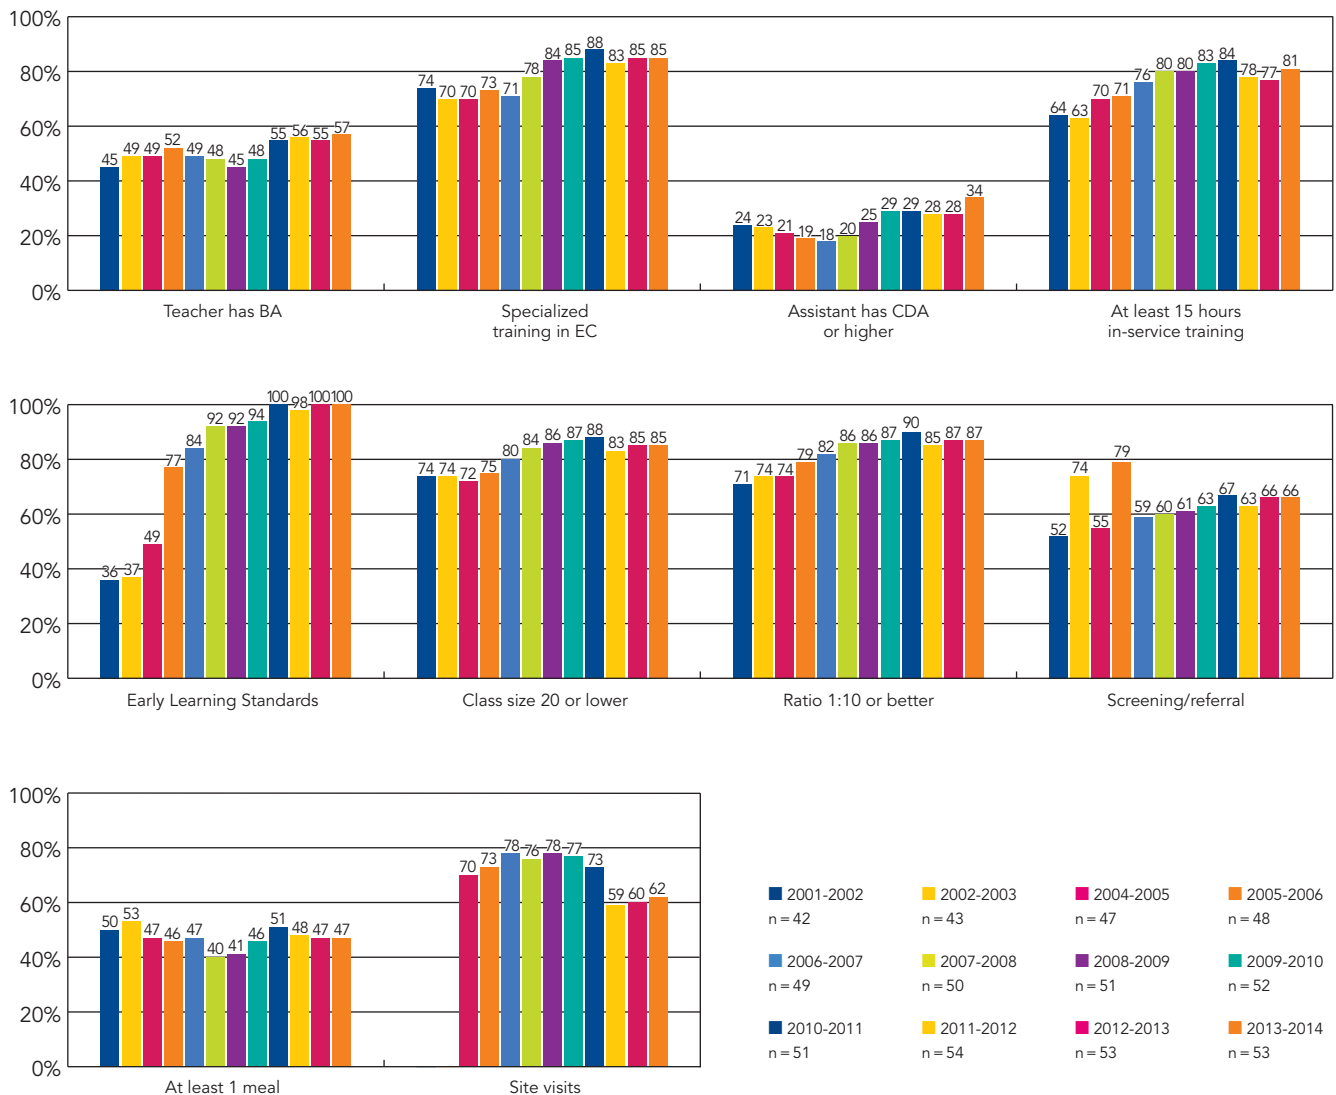 100%
80%
60%
40%
20%
0%
45 49 49 52 49 48 45 48 55 56 55 57
74 70 70 73 71 78 84 85 88 83 85 85
24 23 21 19 18 20 25 29 29 28 28 34
64 63 70 71 76 80 80 83 84 78 77 81
Teacher has BA
Specialized
training in EC
Assistant has CDA
or higher
At least 15 hours
in-service training
100%
80%
60%
40%
20%
0%
36 37 49 77 84 92 92 94 100 98 100 100
74 74 72 75 80 84 86 87 88 83 85 85
71 74 74 79 82 86 86 87 90 85 87 87
52 74 55 79 59 60 61 63 67 63 66 66
Early Learning Standards
Class size 20 or lower
Ratio 1:10 or better
Screening/referral
100%
80%
60%
40%
20%
0%
50 53 47 46 47 40 41 46 51 48 47 47
70 73 78 76 78 77 73 59 60 62
At least 1 meal
Site visits
2001-2002 2002-2003 2004-2005 2005-2006
n = 42 n = 43 n = 47 n = 48
2006-2007 2007-2008 2008-2009 2009-2010
n = 49 n = 50 n = 51 n = 52
2010-2011 2011-2012 2012-2013 2013-2014
n = 51 n = 54 n = 53 n = 53